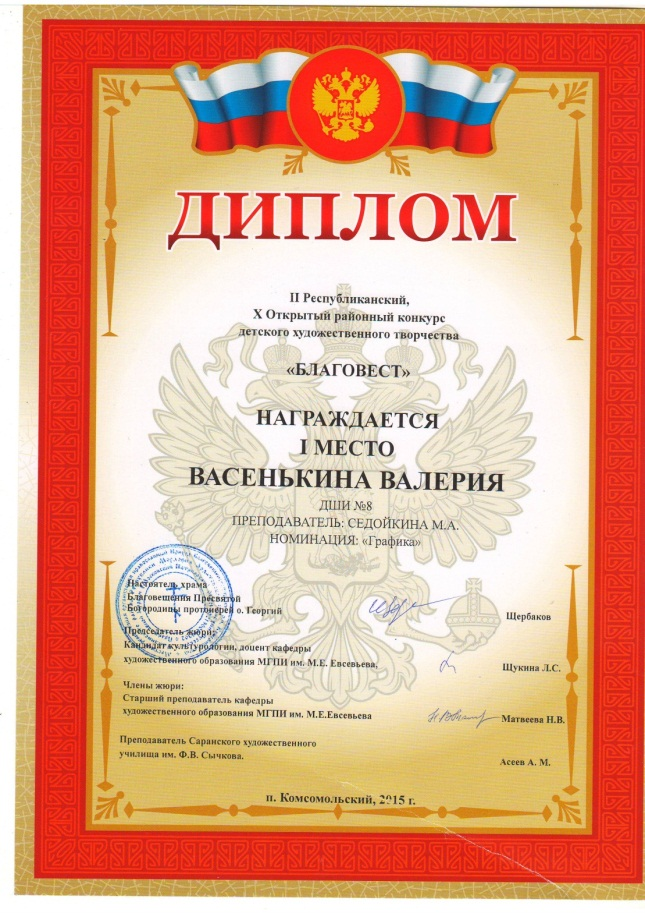 ДИПЛОМ
II Республиканский,
X Открытый районный конкурс
детского художественного творчества
«БЛАГОВЕСТ»
НАГРАЖДАЕТСЯ
I МЕСТО
ВАСЕНЬКИНА ВАЛЕРИЯ
ДШИ №8
ПРЕПОДАВАТЕЛЬ: СЕДОЙКИНА М.А.
НОМИНАЦИЯ: «Графика»
Настоятель храма
Благовещения Пресвятой
Богородицы протоиерей о. Георгий Щербаков
Председатель жюри:
Кандидат культурологии, доцент кафедры
художественного образования МГПИ им. М.Е. Евсевьева, Щукина Л.С.
Члены жюри:
Старший преподаватель кафедры
художественного образования МГПИ им. М.Е.Евсевьева Матвеева Н.В.
Преподаватель Саранского художественного
училища им. Ф.В. Сычкова. Асеев А. М.
п. Комсомольский, 2015 г.